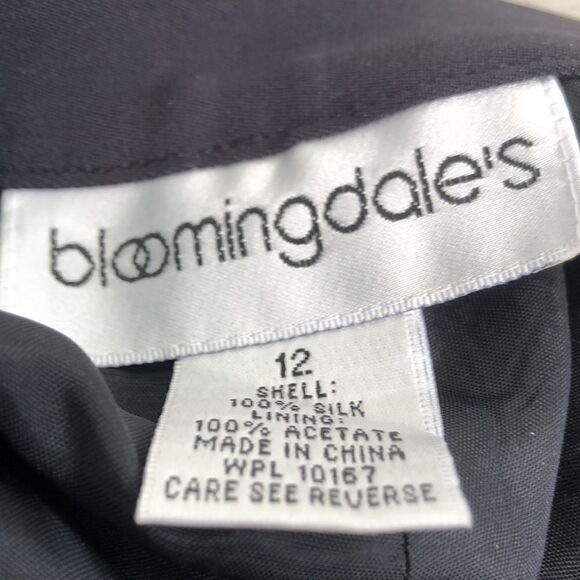 bloomingdale's
12
SHELL:
100% SILK
LINING:
100% ACETATE
MADE IN CHINA
WPL 10167
CARE SEE REVERSE